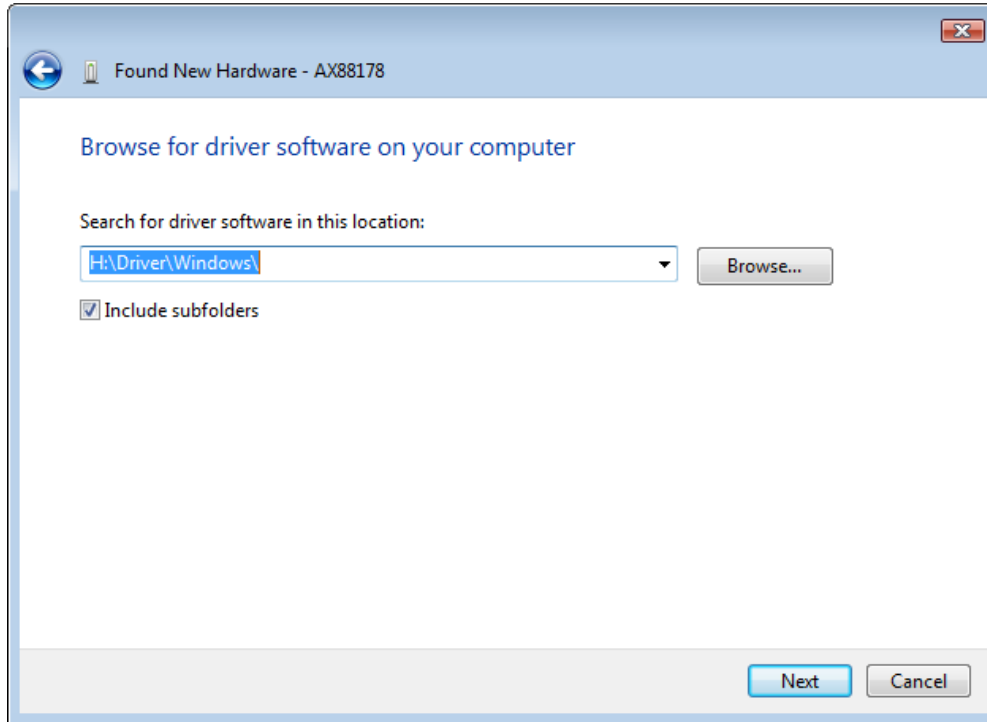 Found New Hardware - AX88178
Browse for driver software on your computer
Search for driver software in this location:
H:\Driver\Windows\
Browse...
Include subfolders
Next
Cancel